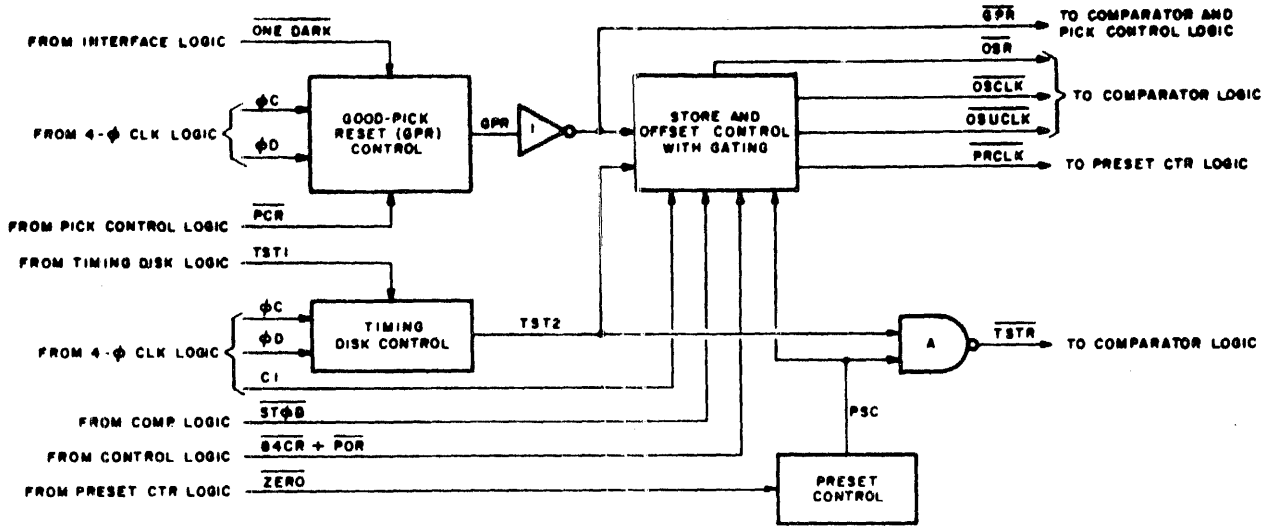 GPR
TO COMPARATOR AND
PICK CONTROL LOGIC
FROM INTERFACE LOGIC
ONE DARK
OSR
FROM 4-φ CLK LOGIC
φC
φD
GOOD-PICK
RESET (GPR)
CONTROL
GPR
1
STORE AND
OFFSET CONTROL
WITH GATING
OSCLK
OSUCLK
TO COMPARATOR LOGIC
PRCLK
TO PRESET CTR LOGIC
FROM PICK CONTROL LOGIC
PCR
FROM TIMING DISK LOGIC
TST1
FROM 4-φ CLK LOGIC
φC
φD
C1
TIMING
DISK CONTROL
TST2
A
TSTR
TO COMPARATOR LOGIC
FROM COMP. LOGIC
STφB
PSC
FROM CONTROL LOGIC
84CR + POR
FROM PRESET CTR LOGIC
ZERO
PRESET
CONTROL